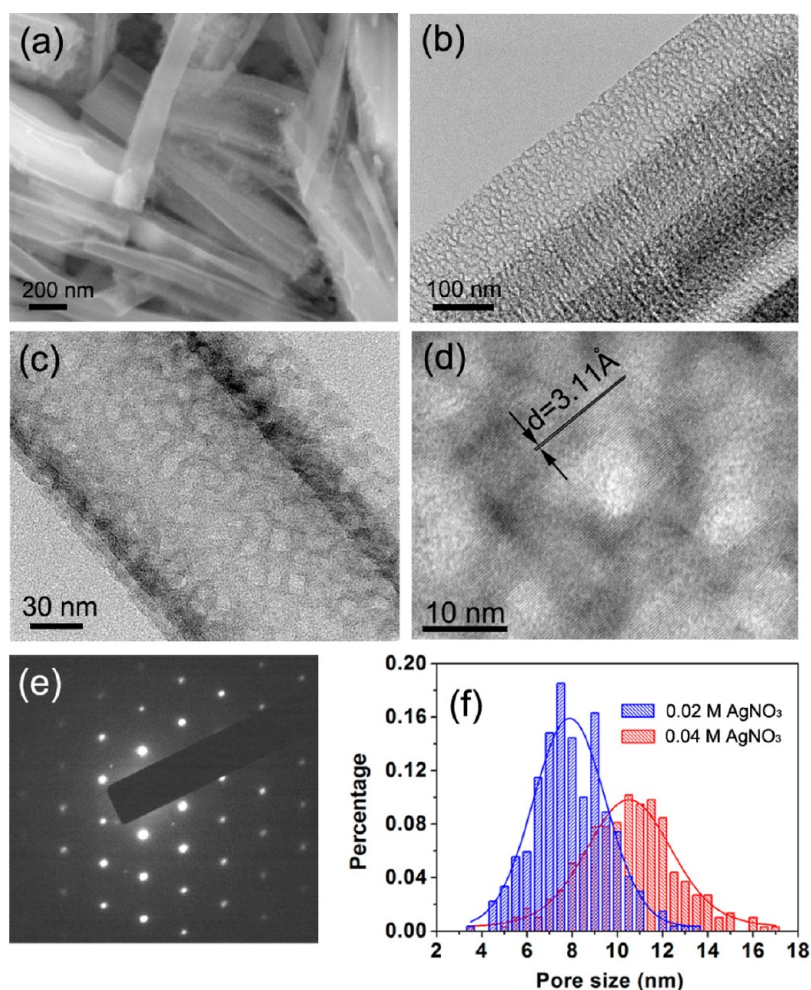 (a)
200 nm
(b)
100 nm
(c)
30 nm
(d)
d=3.11Å
10 nm
(e)
(f)
0.02 M AgNO₃
0.04 M AgNO₃
Percentage
0.20
0.16
0.12
0.08
0.04
0.00
2 4 6 8 10 12 14 16 18
Pore size (nm)